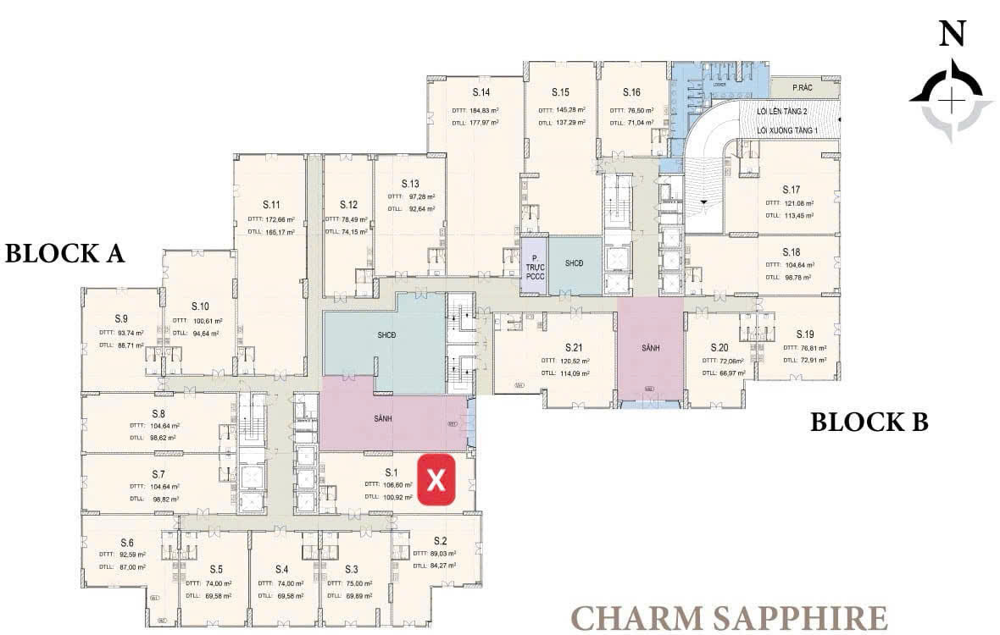 N
BLOCK A
BLOCK B
CHARM SAPPHIRE
S.14
DTTT: 184,83 m²
DTLL: 177,97 m²
S.15
DTTT: 145,28 m²
DTLL: 137,29 m²
S.16
DTTT: 76,50 m²
DTLL: 71,04 m²
P.RÁC
LỐI LÊN TẦNG 2
LỐI XUỐNG TẦNG 1
S.17
DTTT: 121,08 m²
DTLL: 113,45 m²
S.11
DTTT: 172,66 m²
DTLL: 165,17 m²
S.12
DTTT: 78,49 m²
DTLL: 74,15 m²
S.13
DTTT: 97,28 m²
DTLL: 92,64 m²
P.
TRỰC
PCCC
SHCĐ
S.18
DTTT: 104,64 m²
DTLL: 98.78 m²
S.9
DTTT: 93,74 m²
DTLL: 88,71 m²
S.10
DTTT: 100,61 m²
DTLL: 94,64 m²
SHCĐ
S.21
DTTT: 120,52 m²
DTLL: 114,09 m²
SẢNH
S.20
DTTT: 72,06m²
DTLL: 66,97 m²
S.19
DTTT: 76,81 m²
DTLL: 72,91 m²
S.8
DTTT: 104,64 m²
DTLL: 98,62 m²
SẢNH
S.7
DTTT: 104,64 m²
DTLL: 98,82 m²
S.1
DTTT: 106,60 m²
DTLL: 100,92 m²
X
S.6
DTTT: 92,59 m²
DTLL: 87,00 m²
S.5
DTTT: 74,00 m²
DTLL: 69,58 m²
S.4
DTTT: 74,00 m²
DTLL: 69,58 m²
S.3
DTTT: 75,00 m²
DTLL: 69,89 m²
S.2
DTTT: 89,03 m²
DTLL: 84,27 m²